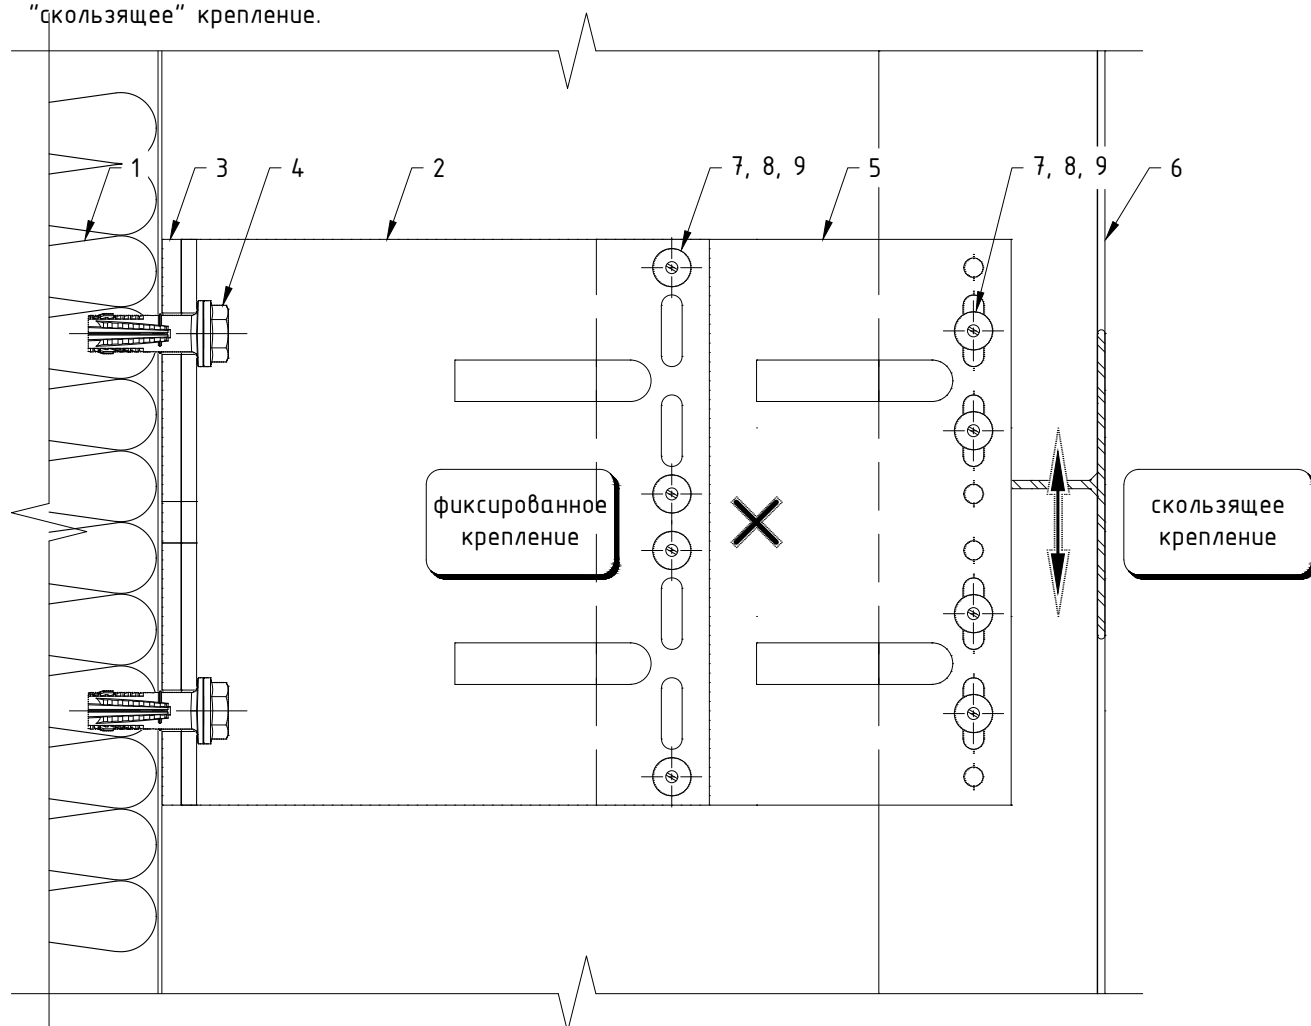 "скользящее" крепление.
1
3
4
2
7, 8, 9
5
7, 8, 9
6
фиксированное
крепление
скользящее
крепление